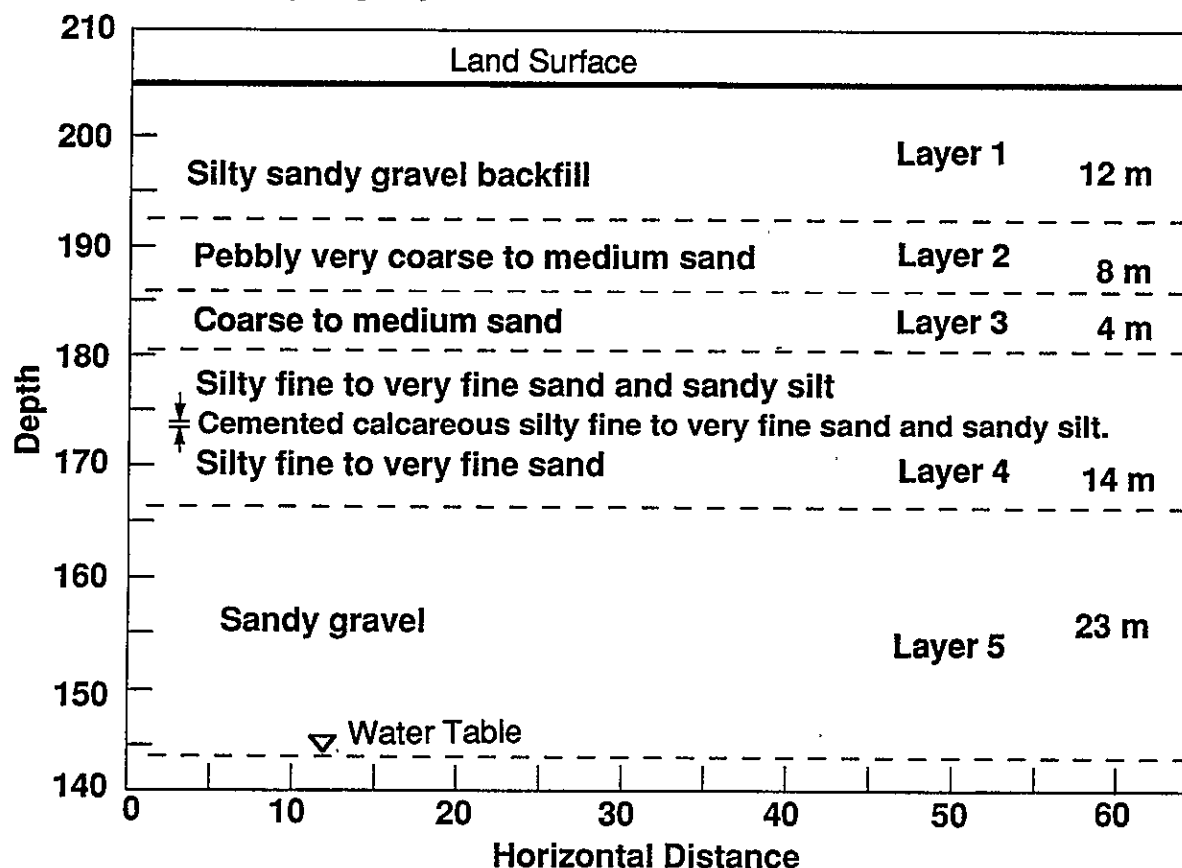 210
Land Surface
200
Layer 1
Silty sandy gravel backfill
12 m
190
Pebbly very coarse to medium sand
Layer 2
8 m
Coarse to medium sand
Layer 3
4 m
180
Silty fine to very fine sand and sandy silt
Cemented calcareous silty fine to very fine sand and sandy silt.
170
Silty fine to very fine sand
Layer 4
14 m
160
Sandy gravel
23 m
Layer 5
150
Water Table
140
Depth
0 10 20 30 40 50 60
Horizontal Distance